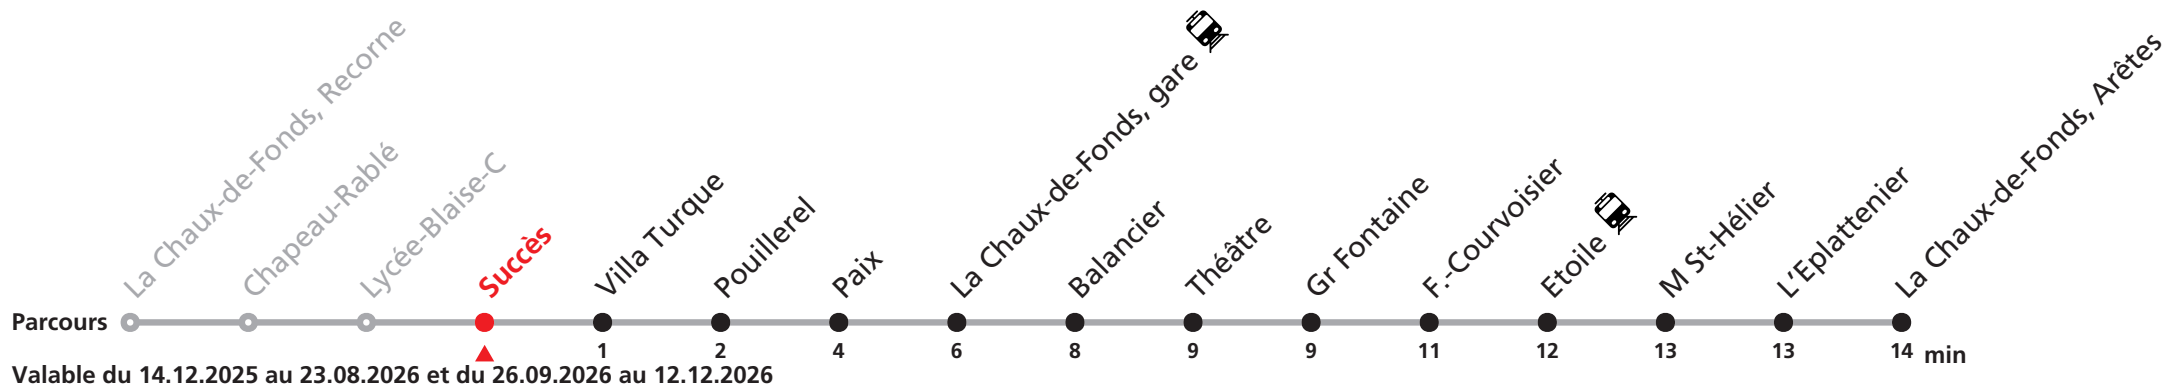 La Chaux-de-Fonds, Recorne
Chapeau-Rablé
Lycée-Blaise-C
Succès
Villa Turque
Pouillerel
Paix
La Chaux-de-Fonds, gare
Balancier
Théâtre
Gr Fontaine
F.-Courvoisier
Etoile
M St-Hélier
L'Eplattenier
La Chaux-de-Fonds, Arêtes
Parcours
1 2 4 6 8 9 9 11 12 13 13 14 min
Valable du 14.12.2025 au 23.08.2026 et du 26.09.2026 au 12.12.2026